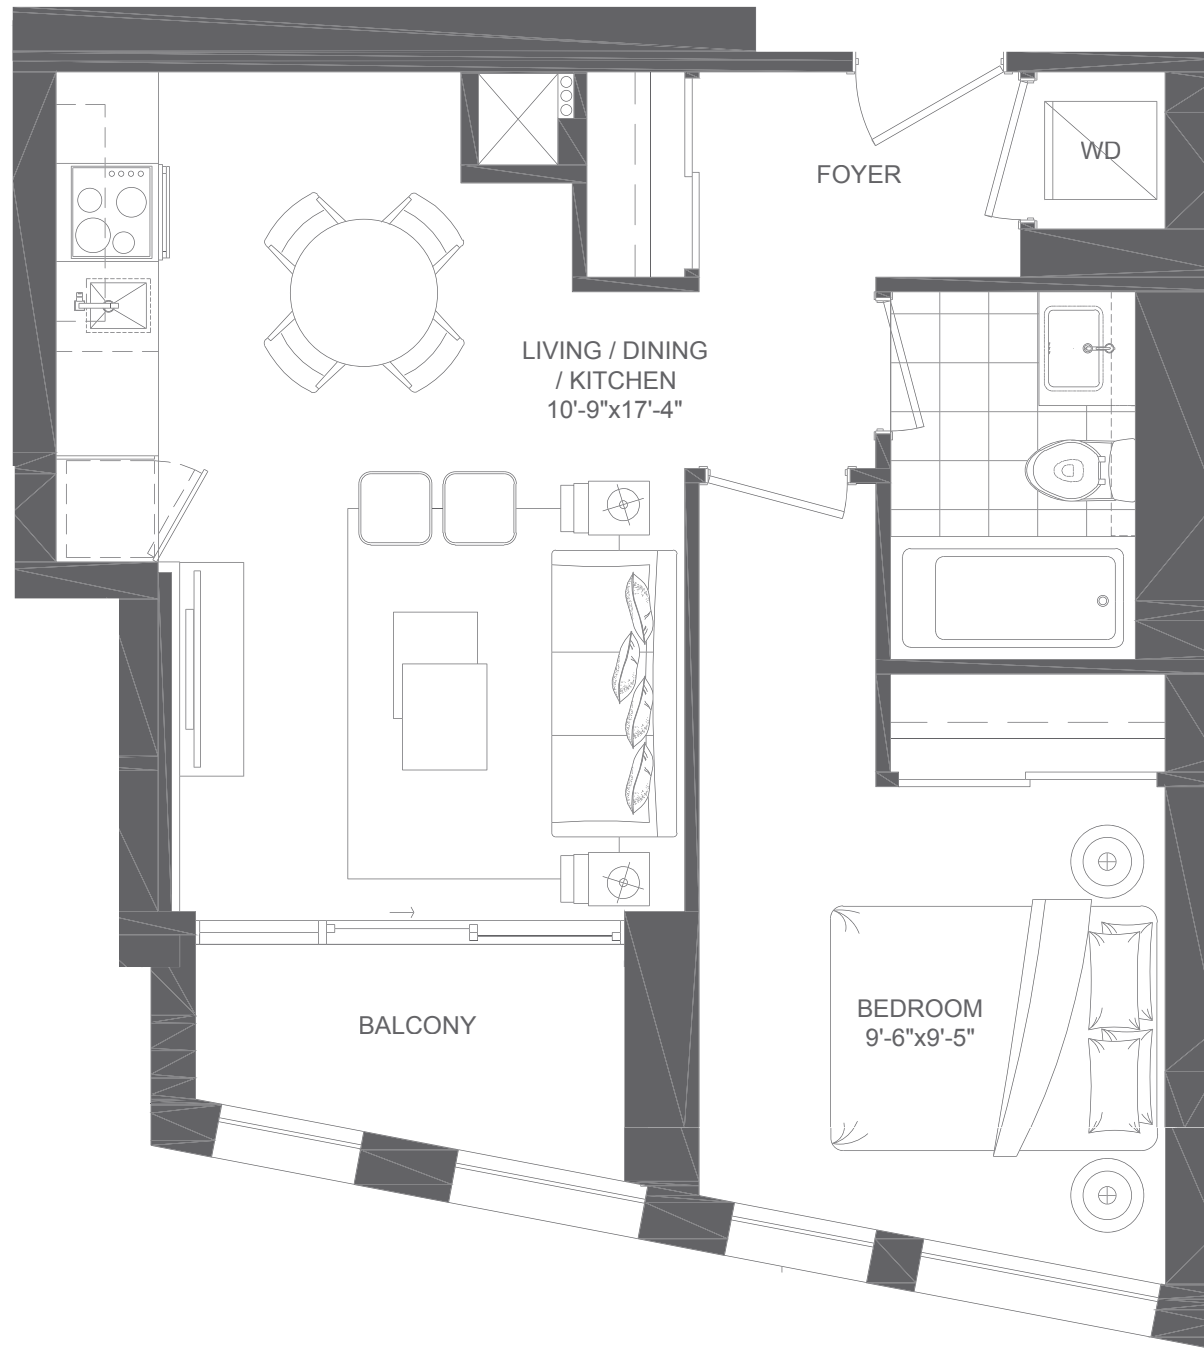 WD
FOYER
LIVING / DINING
/ KITCHEN
10'-9"x17'-4"
BALCONY
BEDROOM
9'-6"x9'-5"